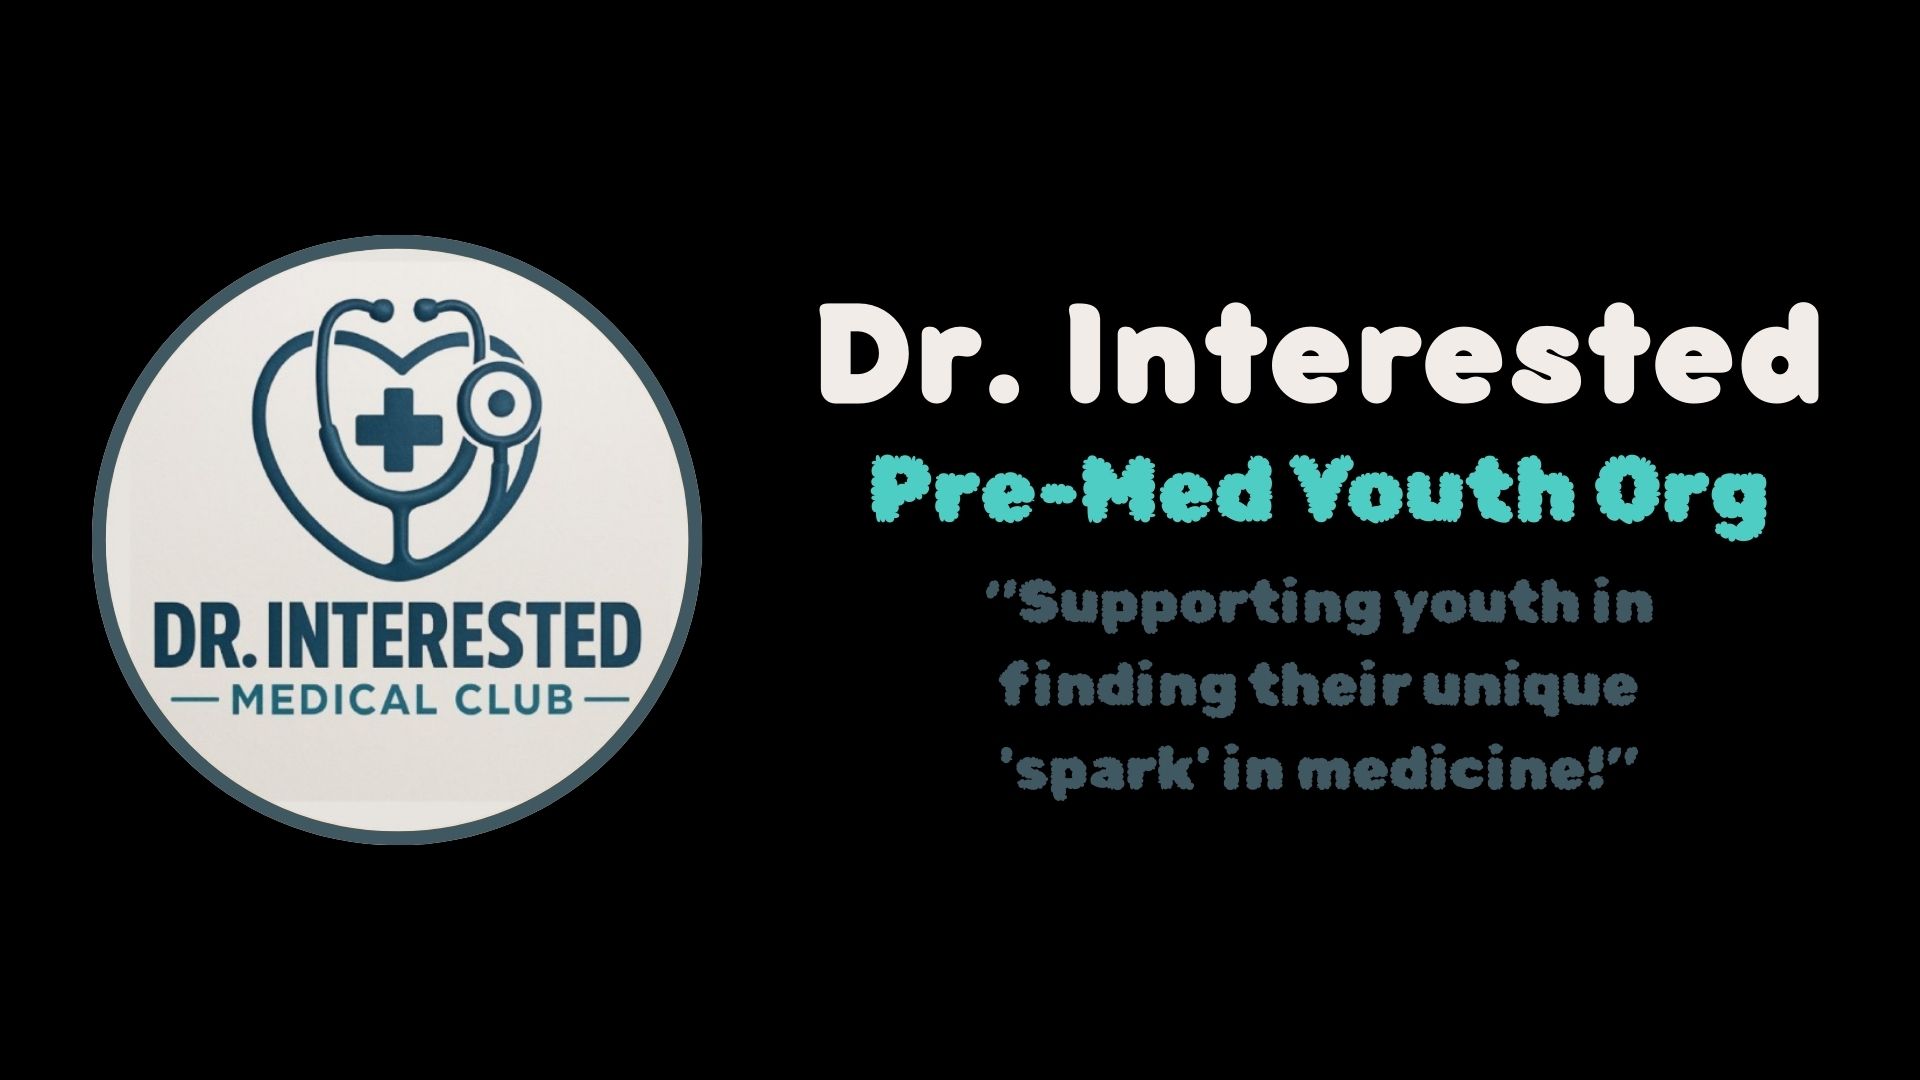 DR. INTERESTED
MEDICAL CLUB
Dr. Interested
Pre-Med Youth Org
"Supporting youth in
finding their unique
'spark' in medicine!"